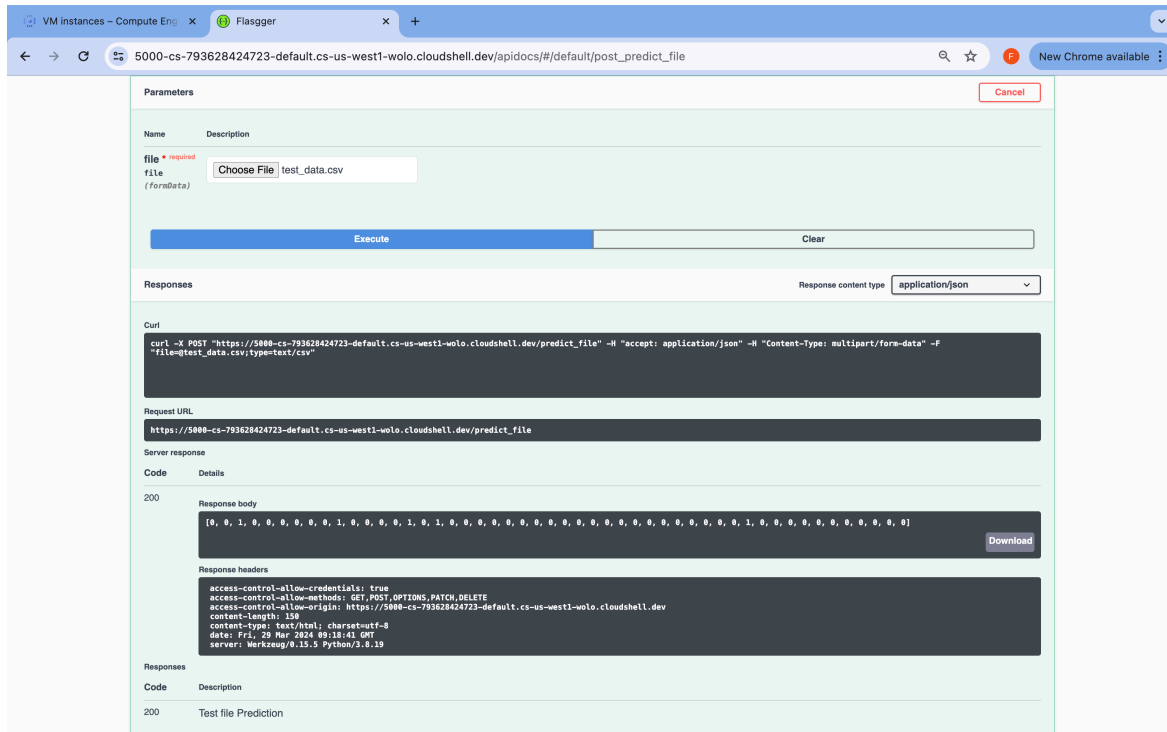 VM instances – Compute Eng
Flasgger
5000-cs-793628424723-default.cs-us-west1-wolo.cloudshell.dev/apidocs/#/default/post_predict_file
F
New Chrome available
Parameters
Cancel
Name Description
file * required
file
(formData)
Choose File test_data.csv
Execute
Clear
Responses
Response content type
application/json
Curl
curl -X POST "https://5000-cs-793628424723-default.cs-us-west1-wolo.cloudshell.dev/predict_file" -H "accept: application/json" -H "Content-Type: multipart/form-data" -F
"file=@test_data.csv;type=text/csv"
Request URL
https://5000-cs-793628424723-default.cs-us-west1-wolo.cloudshell.dev/predict_file
Server response
Code Details
200
Response body
[0, 0, 1, 0, 0, 0, 0, 0, 0, 1, 0, 0, 0, 0, 1, 0, 1, 0, 0, 0, 0, 0, 0, 0, 0, 0, 0, 0, 0, 0, 0, 0, 0, 0, 0, 0, 0, 0, 1, 0, 0, 0, 0, 0, 0, 0, 0, 0, 0, 0]
Download
Response headers
access-control-allow-credentials: true
access-control-allow-methods: GET,POST,OPTIONS,PATCH,DELETE
access-control-allow-origin: https://5000-cs-793628424723-default.cs-us-west1-wolo.cloudshell.dev
content-length: 150
content-type: text/html; charset=utf-8
date: Fri, 29 Mar 2024 09:18:41 GMT
server: Werkzeug/0.15.5 Python/3.8.19
Responses
Code Description
200 Test file Prediction